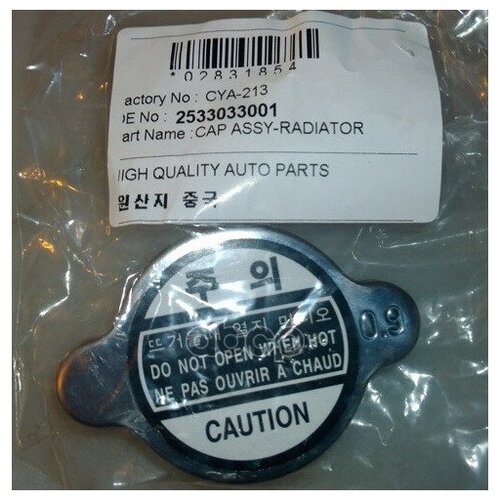 *02831854
actory No : CYA-213
OE No : 2533033001
art Name : CAP ASSY-RADIATOR
HIGH QUALITY AUTO PARTS
원산지 중국
주 의
0.9
DO NOT OPEN WHEN HOT
NE PAS OUVRIR À CHAUD
CAUTION